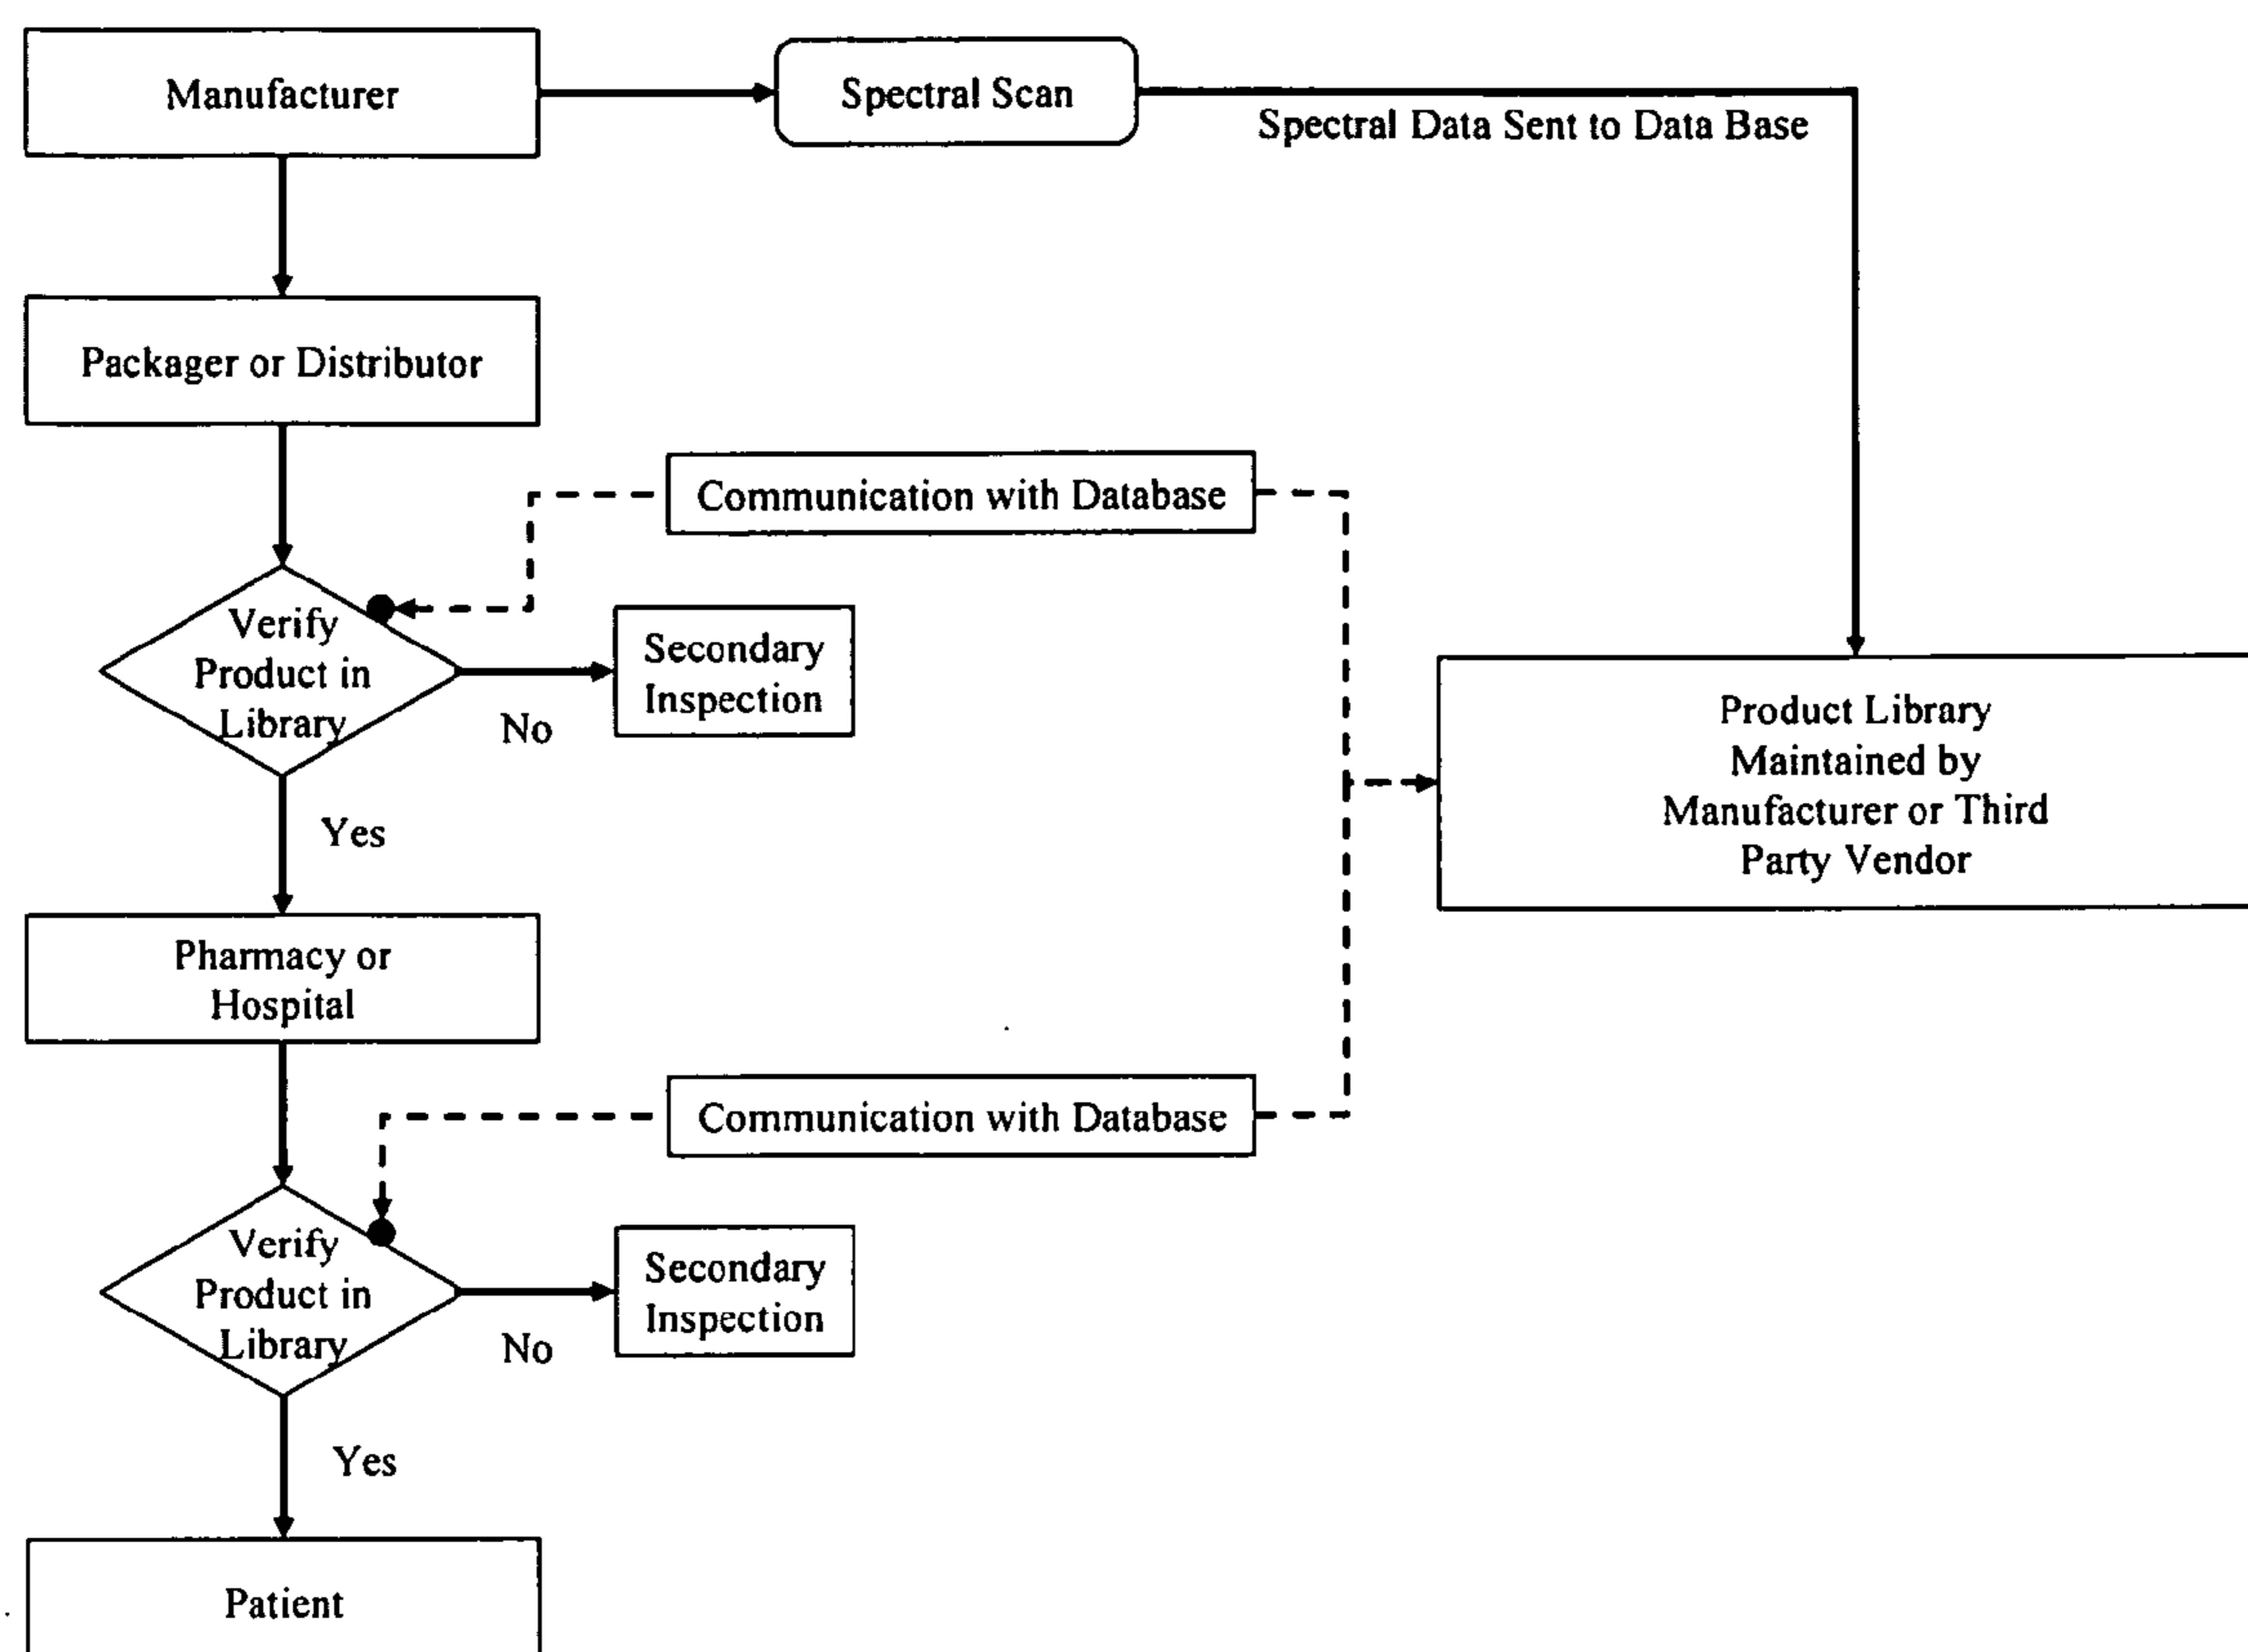 Manufacturer
Spectral Scan
Spectral Data Sent to Data Base
Packager or Distributor
Communication with Database
Verify
Product in
Library
Secondary
Inspection
No
Yes
Product Library
Maintained by
Manufacturer or Third
Party Vendor
Pharmacy or
Hospital
Communication with Database
Verify
Product in
Library
Secondary
Inspection
No
Yes
Patient